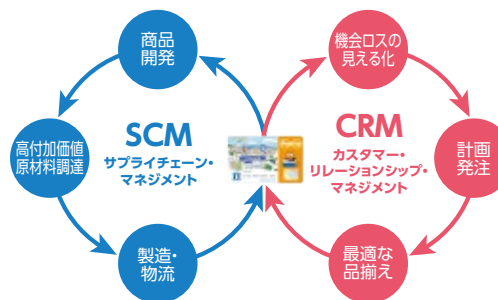 商品
開発
機会ロスの
見える化
SCM
サプライチェーン・
マネジメント
CRM
カスタマー・
リレーションシップ・
マネジメント
高付加価値
原材料調達
計画
発注
製造・
物流
最適な
品揃え